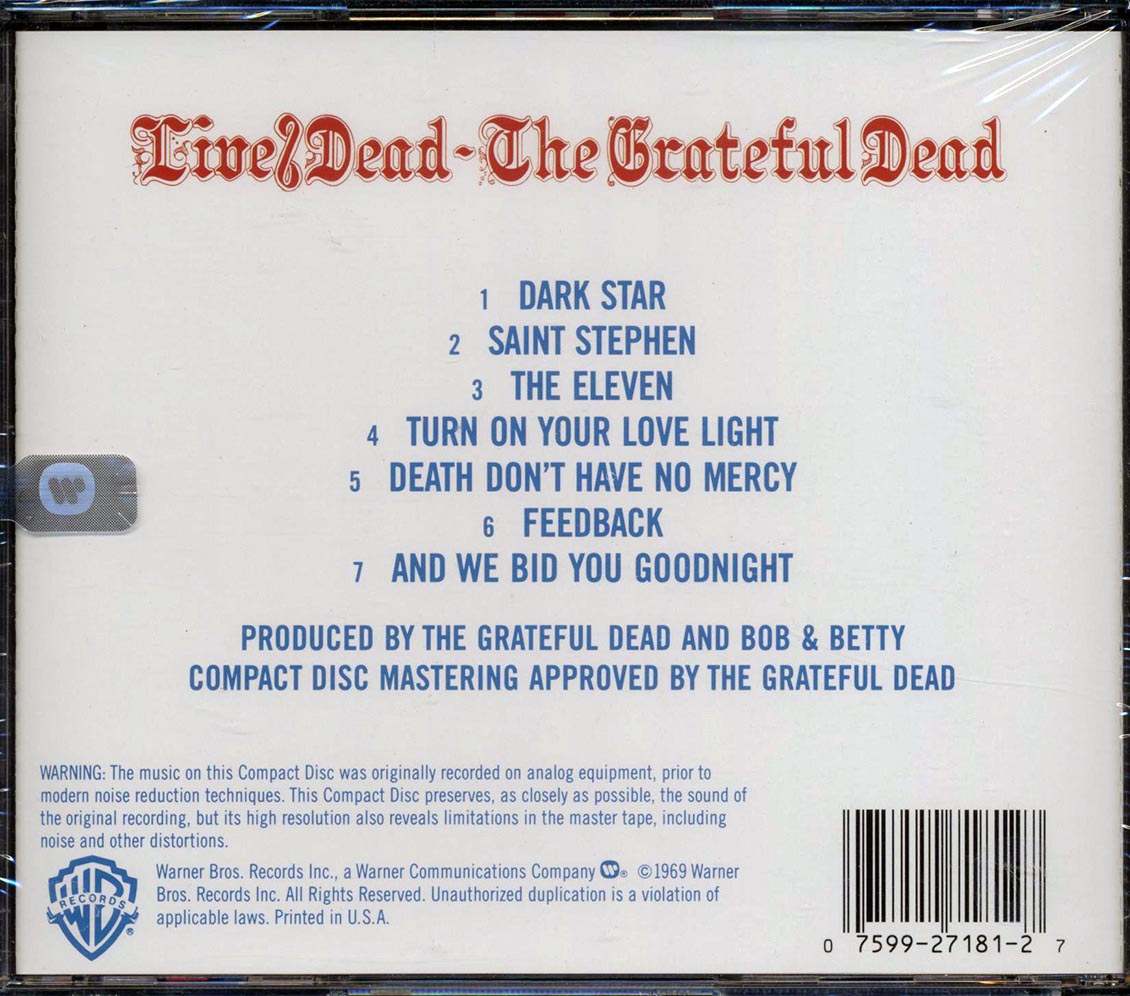 Live/Dead - The Grateful Dead
1 DARK STAR
2 SAINT STEPHEN
3 THE ELEVEN
4 TURN ON YOUR LOVE LIGHT
5 DEATH DON'T HAVE NO MERCY
6 FEEDBACK
7 AND WE BID YOU GOODNIGHT
PRODUCED BY THE GRATEFUL DEAD AND BOB & BETTY
COMPACT DISC MASTERING APPROVED BY THE GRATEFUL DEAD
WARNING: The music on this Compact Disc was originally recorded on analog equipment, prior to
modern noise reduction techniques. This Compact Disc preserves, as closely as possible, the sound of
the original recording, but its high resolution also reveals limitations in the master tape, including
noise and other distortions.
WB RECORDS ®
Warner Bros. Records Inc., a Warner Communications Company ®. ©1969 Warner
Bros. Records Inc. All Rights Reserved. Unauthorized duplication is a violation of
applicable laws. Printed in U.S.A.
0 7599-27181-2 7